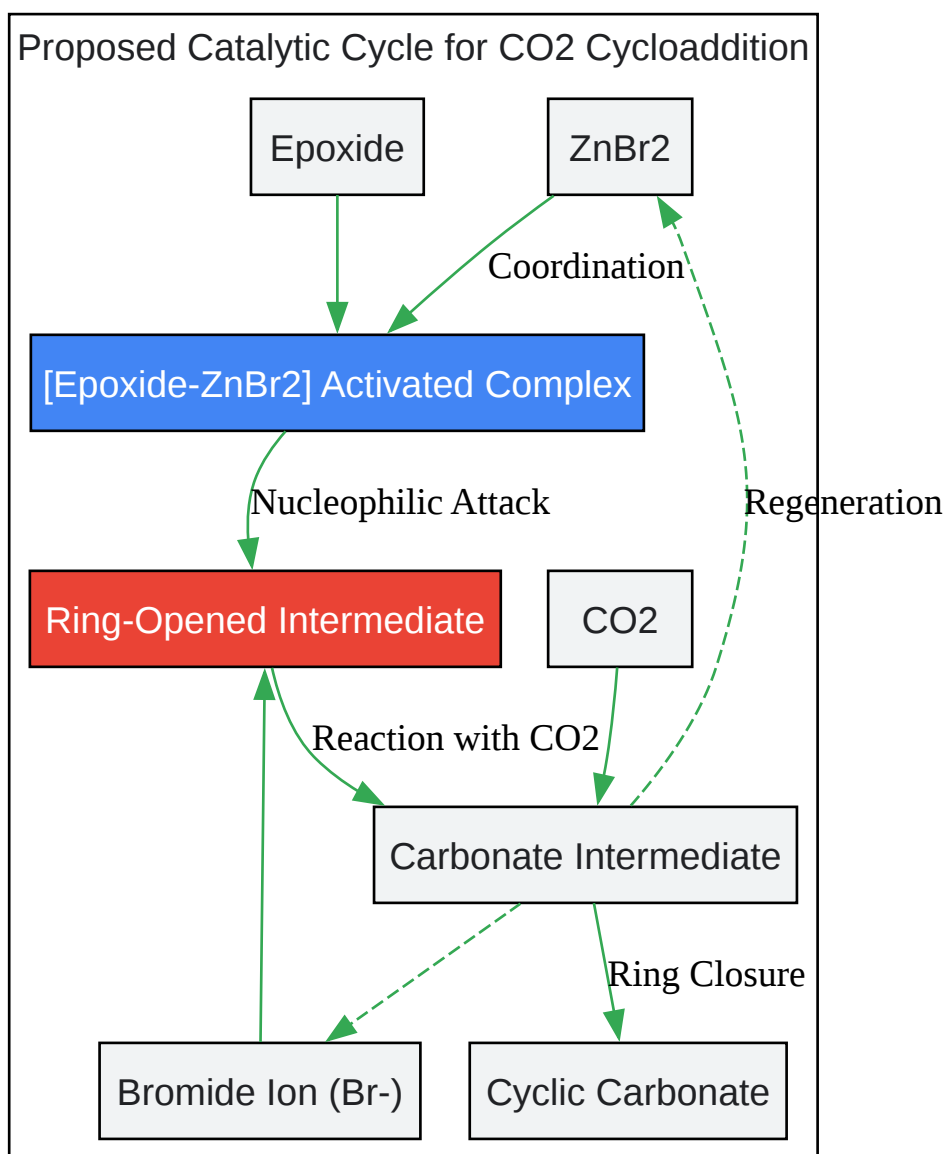 Proposed Catalytic Cycle for CO2 Cycloaddition
Epoxide
ZnBr2
Coordination
[Epoxide-ZnBr2] Activated Complex
Nucleophilic Attack
Regeneration
Ring-Opened Intermediate
CO2
Reaction with CO2
Carbonate Intermediate
Ring Closure
Bromide Ion (Br-)
Cyclic Carbonate